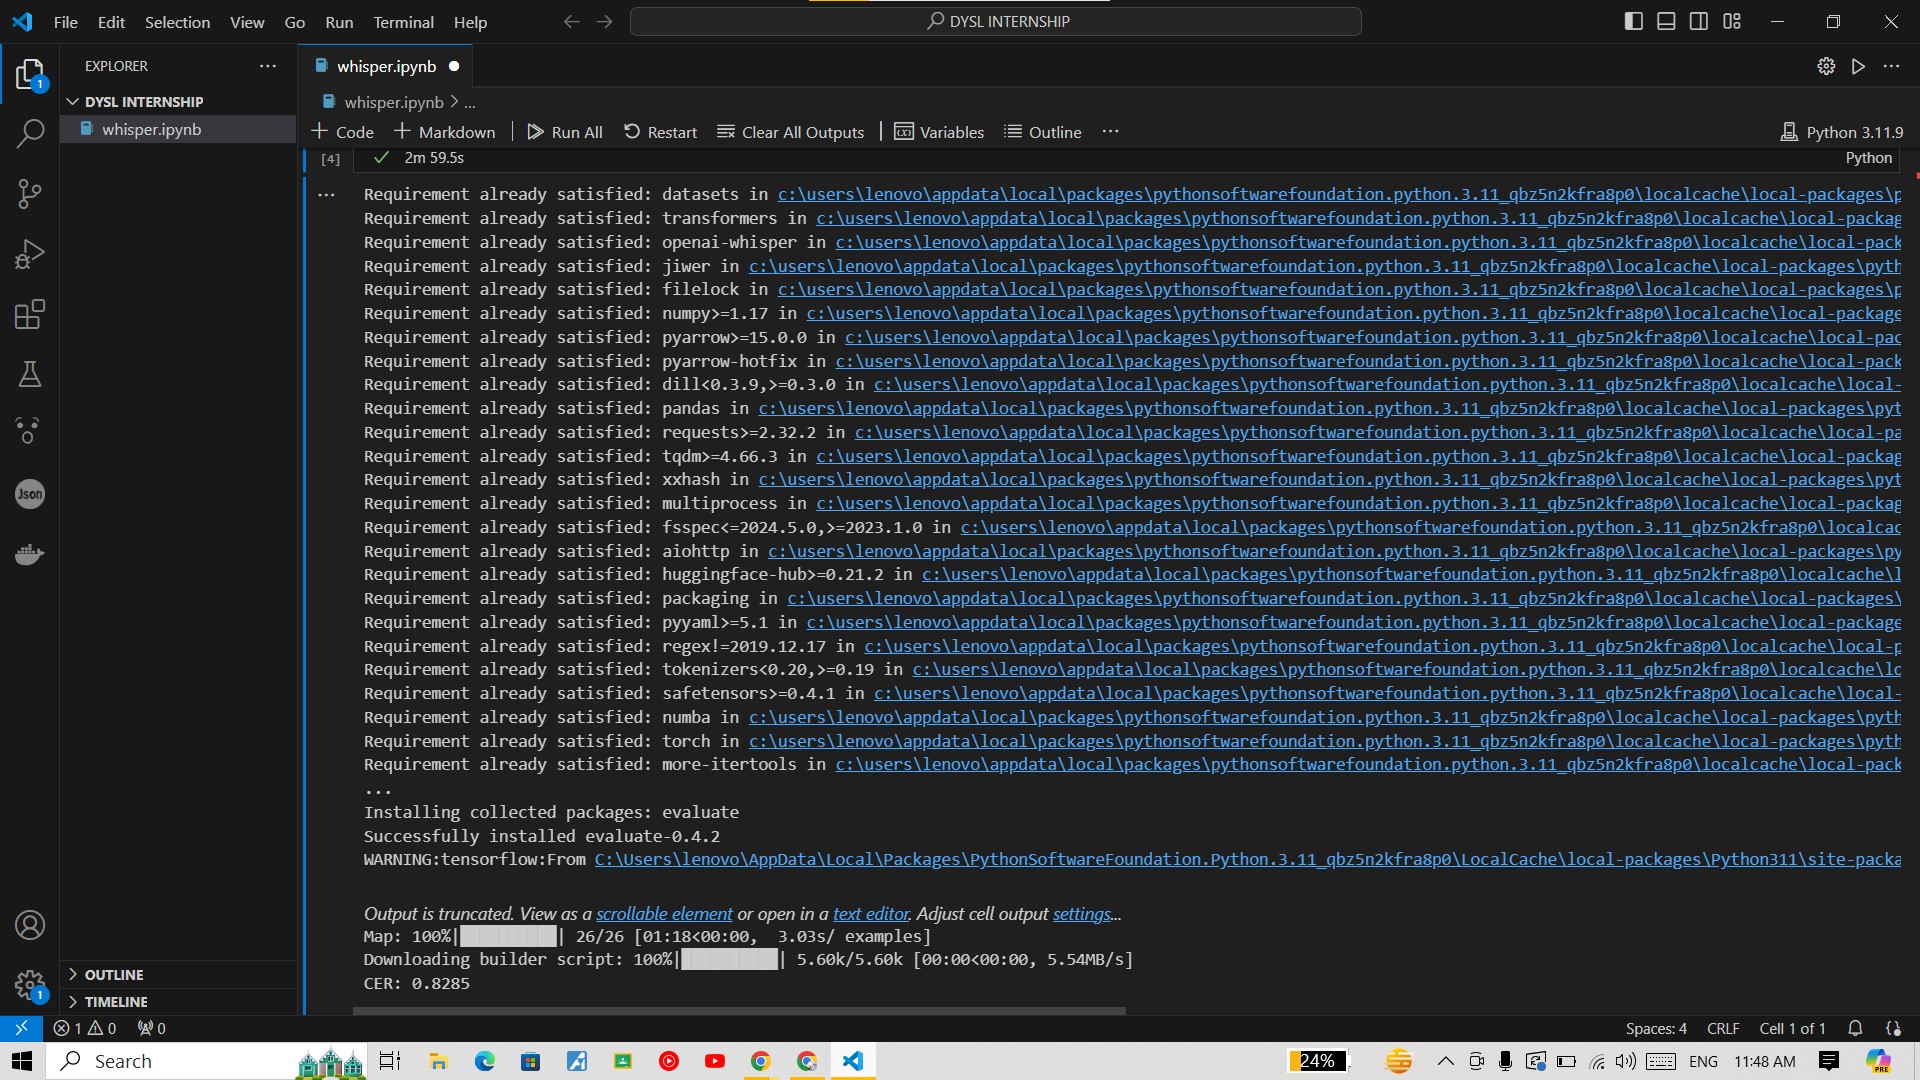 File Edit Selection View Go Run Terminal Help
DYSL INTERNSHIP
EXPLORER
DYSL INTERNSHIP
whisper.ipynb
OUTLINE
TIMELINE
whisper.ipynb
whisper.ipynb > ...
+ Code + Markdown Run All Restart Clear All Outputs Variables Outline ... Python 3.11.9
[4] 2m 59.5s Python
Requirement already satisfied: datasets in c:\users\lenovo\appdata\local\packages\pythonsoftwarefoundation.python.3.11_qbz5n2kfra8p0\localcache\local-packages\p
Requirement already satisfied: transformers in c:\users\lenovo\appdata\local\packages\pythonsoftwarefoundation.python.3.11_qbz5n2kfra8p0\localcache\local-packag
Requirement already satisfied: openai-whisper in c:\users\lenovo\appdata\local\packages\pythonsoftwarefoundation.python.3.11_qbz5n2kfra8p0\localcache\local-pack
Requirement already satisfied: jiwer in c:\users\lenovo\appdata\local\packages\pythonsoftwarefoundation.python.3.11_qbz5n2kfra8p0\localcache\local-packages\pyth
Requirement already satisfied: filelock in c:\users\lenovo\appdata\local\packages\pythonsoftwarefoundation.python.3.11_qbz5n2kfra8p0\localcache\local-packages\p
Requirement already satisfied: numpy>=1.17 in c:\users\lenovo\appdata\local\packages\pythonsoftwarefoundation.python.3.11_qbz5n2kfra8p0\localcache\local-package
Requirement already satisfied: pyarrow>=15.0.0 in c:\users\lenovo\appdata\local\packages\pythonsoftwarefoundation.python.3.11_qbz5n2kfra8p0\localcache\local-pac
Requirement already satisfied: pyarrow-hotfix in c:\users\lenovo\appdata\local\packages\pythonsoftwarefoundation.python.3.11_qbz5n2kfra8p0\localcache\local-pack
Requirement already satisfied: dill<0.3.9,>=0.3.0 in c:\users\lenovo\appdata\local\packages\pythonsoftwarefoundation.python.3.11_qbz5n2kfra8p0\localcache\local-
Requirement already satisfied: pandas in c:\users\lenovo\appdata\local\packages\pythonsoftwarefoundation.python.3.11_qbz5n2kfra8p0\localcache\local-packages\pyt
Requirement already satisfied: requests>=2.32.2 in c:\users\lenovo\appdata\local\packages\pythonsoftwarefoundation.python.3.11_qbz5n2kfra8p0\localcache\local-pa
Requirement already satisfied: tqdm>=4.66.3 in c:\users\lenovo\appdata\local\packages\pythonsoftwarefoundation.python.3.11_qbz5n2kfra8p0\localcache\local-packag
Requirement already satisfied: xxhash in c:\users\lenovo\appdata\local\packages\pythonsoftwarefoundation.python.3.11_qbz5n2kfra8p0\localcache\local-packages\pyt
Requirement already satisfied: multiprocess in c:\users\lenovo\appdata\local\packages\pythonsoftwarefoundation.python.3.11_qbz5n2kfra8p0\localcache\local-packag
Requirement already satisfied: fsspec<=2024.5.0,>=2023.1.0 in c:\users\lenovo\appdata\local\packages\pythonsoftwarefoundation.python.3.11_qbz5n2kfra8p0\localcac
Requirement already satisfied: aiohttp in c:\users\lenovo\appdata\local\packages\pythonsoftwarefoundation.python.3.11_qbz5n2kfra8p0\localcache\local-packages\py
Requirement already satisfied: huggingface-hub>=0.21.2 in c:\users\lenovo\appdata\local\packages\pythonsoftwarefoundation.python.3.11_qbz5n2kfra8p0\localcache\l
Requirement already satisfied: packaging in c:\users\lenovo\appdata\local\packages\pythonsoftwarefoundation.python.3.11_qbz5n2kfra8p0\localcache\local-packages\
Requirement already satisfied: pyyaml>=5.1 in c:\users\lenovo\appdata\local\packages\pythonsoftwarefoundation.python.3.11_qbz5n2kfra8p0\localcache\local-package
Requirement already satisfied: regex!=2019.12.17 in c:\users\lenovo\appdata\local\packages\pythonsoftwarefoundation.python.3.11_qbz5n2kfra8p0\localcache\local-p
Requirement already satisfied: tokenizers<0.20,>=0.19 in c:\users\lenovo\appdata\local\packages\pythonsoftwarefoundation.python.3.11_qbz5n2kfra8p0\localcache\lo
Requirement already satisfied: safetensors>=0.4.1 in c:\users\lenovo\appdata\local\packages\pythonsoftwarefoundation.python.3.11_qbz5n2kfra8p0\localcache\local-
Requirement already satisfied: numba in c:\users\lenovo\appdata\local\packages\pythonsoftwarefoundation.python.3.11_qbz5n2kfra8p0\localcache\local-packages\pyth
Requirement already satisfied: torch in c:\users\lenovo\appdata\local\packages\pythonsoftwarefoundation.python.3.11_qbz5n2kfra8p0\localcache\local-packages\pyth
Requirement already satisfied: more-itertools in c:\users\lenovo\appdata\local\packages\pythonsoftwarefoundation.python.3.11_qbz5n2kfra8p0\localcache\local-pack
...
Installing collected packages: evaluate
Successfully installed evaluate-0.4.2
WARNING:tensorflow:From C:\Users\lenovo\AppData\Local\Packages\PythonSoftwareFoundation.Python.3.11_qbz5n2kfra8p0\LocalCache\local-packages\Python311\site-packa
Output is truncated. View as a scrollable element or open in a text editor. Adjust cell output settings...
Map: 100%|██████████| 26/26 [01:18<00:00, 3.03s/ examples]
Downloading builder script: 100%|██████████| 5.60k/5.60k [00:00<00:00, 5.54MB/s]
CER: 0.8285
Json
1
1
1 0 0 Spaces: 4 CRLF Cell 1 of 1
Search 24% ENG 11:48 AM PRE